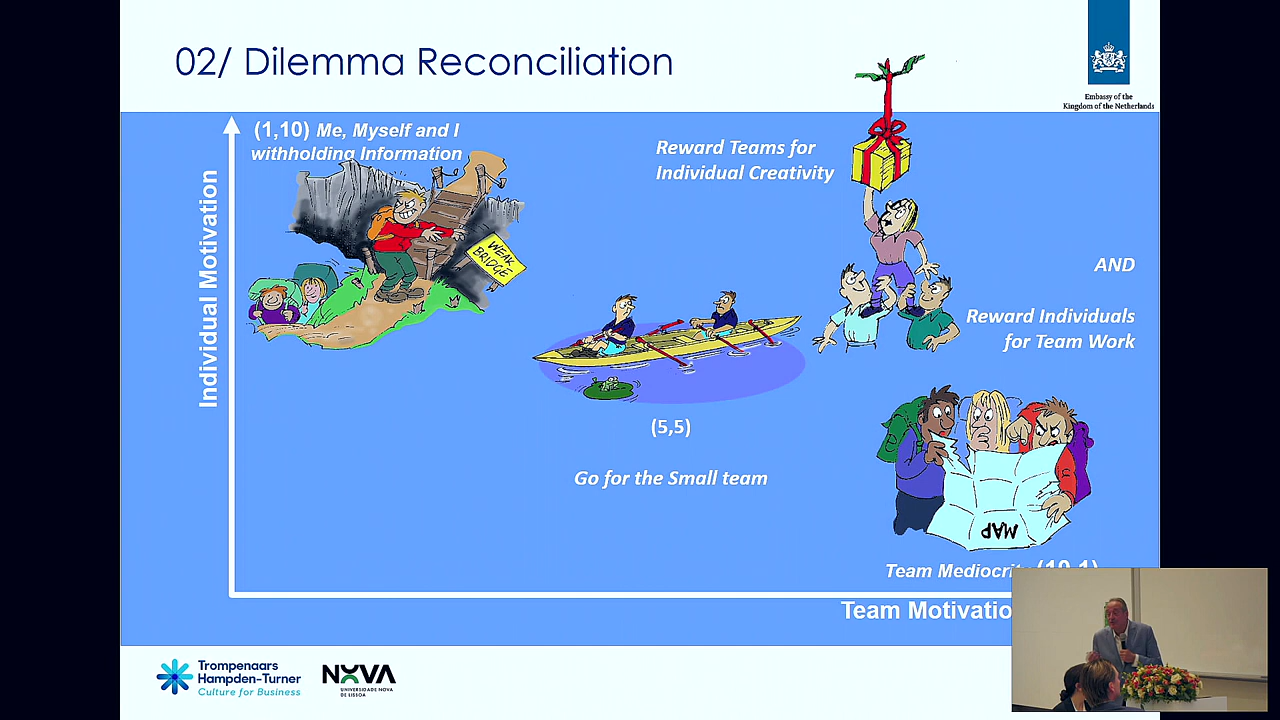 02/ Dilemma Reconciliation
Embassy of the
Kingdom of the Netherlands
(1,10) Me, Myself and I
withholding Information
Reward Teams for
Individual Creativity
Individual Motivation
WEAK
BRIDGE
AND
Reward Individuals
for Team Work
(5,5)
Go for the Small team
MAP
Team Mediocri
Team Motivatio
Trompenaars
Hampden-Turner
Culture for Business
NOVA
UNIVERSIDADE NOVA
DE LISBOA